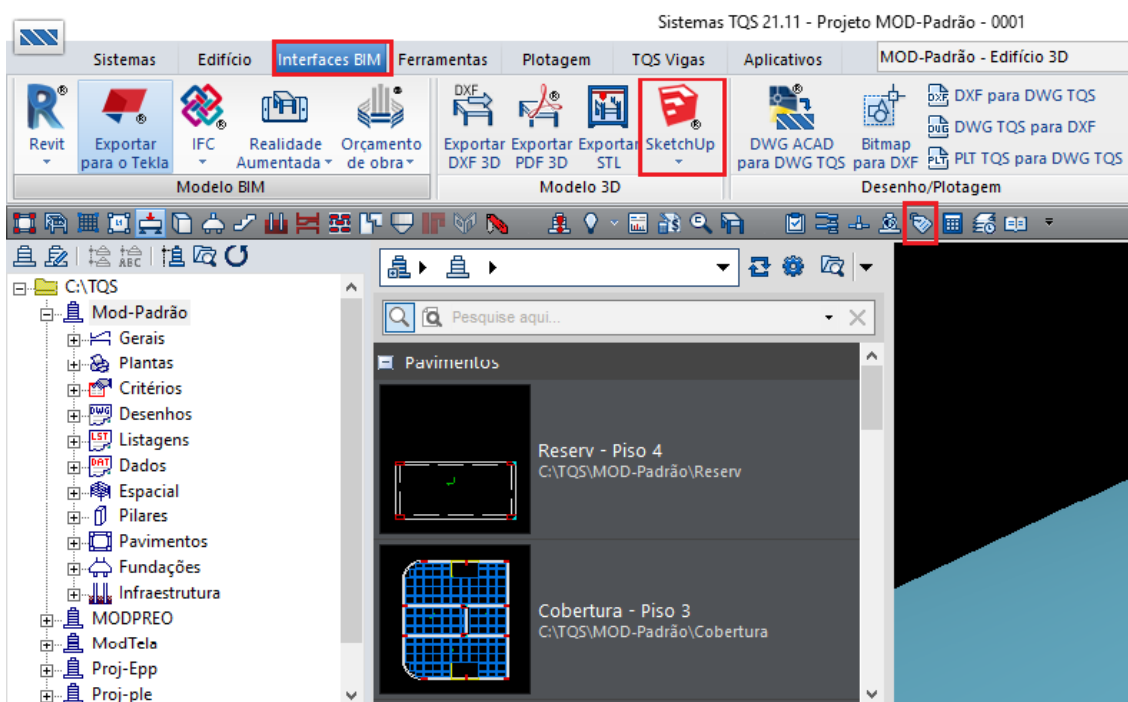 Sistemas TQS 21.11 - Projeto MOD-Padrão - 0001
Sistemas Edifício Interfaces BIM Ferramentas Plotagem TQS Vigas Aplicativos MOD-Padrão - Edifício 3D
Revit
Exportar para o Tekla
IFC
Realidade Aumentada
Orçamento de obra
Modelo BIM
DXF
Exportar DXF 3D
Exportar PDF 3D
Exportar STL
SketchUp
Modelo 3D
DWG ACAD para DWG TQS
Bitmap para DXF
DXF para DWG TQS
DWG TQS para DXF
PLT TQS para DWG TQS
Desenho/Plotagem
C:\TQS
Mod-Padrão
Gerais
Plantas
Critérios
DWG Desenhos
LST Listagens
DAT Dados
Espacial
Pilares
Pavimentos
Fundações
Infraestrutura
MODPREO
ModTela
Proj-Epp
Proj-ple
Pesquise aqui...
Pavimentos
Reserv - Piso 4
C:\TQS\MOD-Padrão\Reserv
Cobertura - Piso 3
C:\TQS\MOD-Padrão\Cobertura